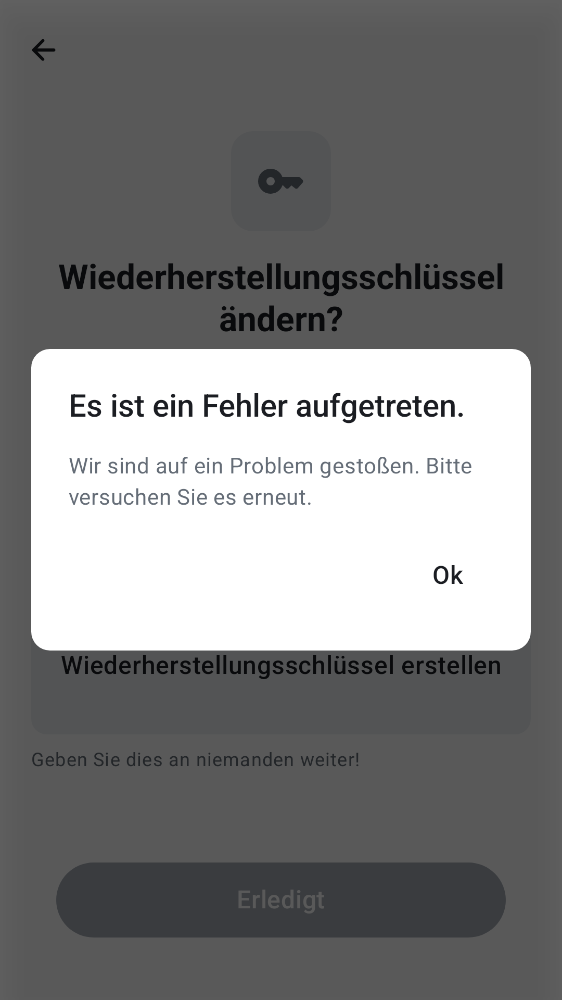 Wiederherstellungsschlüssel
ändern?
Es ist ein Fehler aufgetreten.
Wir sind auf ein Problem gestoßen. Bitte
versuchen Sie es erneut.
Ok
Wiederherstellungsschlüssel erstellen
Geben Sie dies an niemanden weiter!
Erledigt